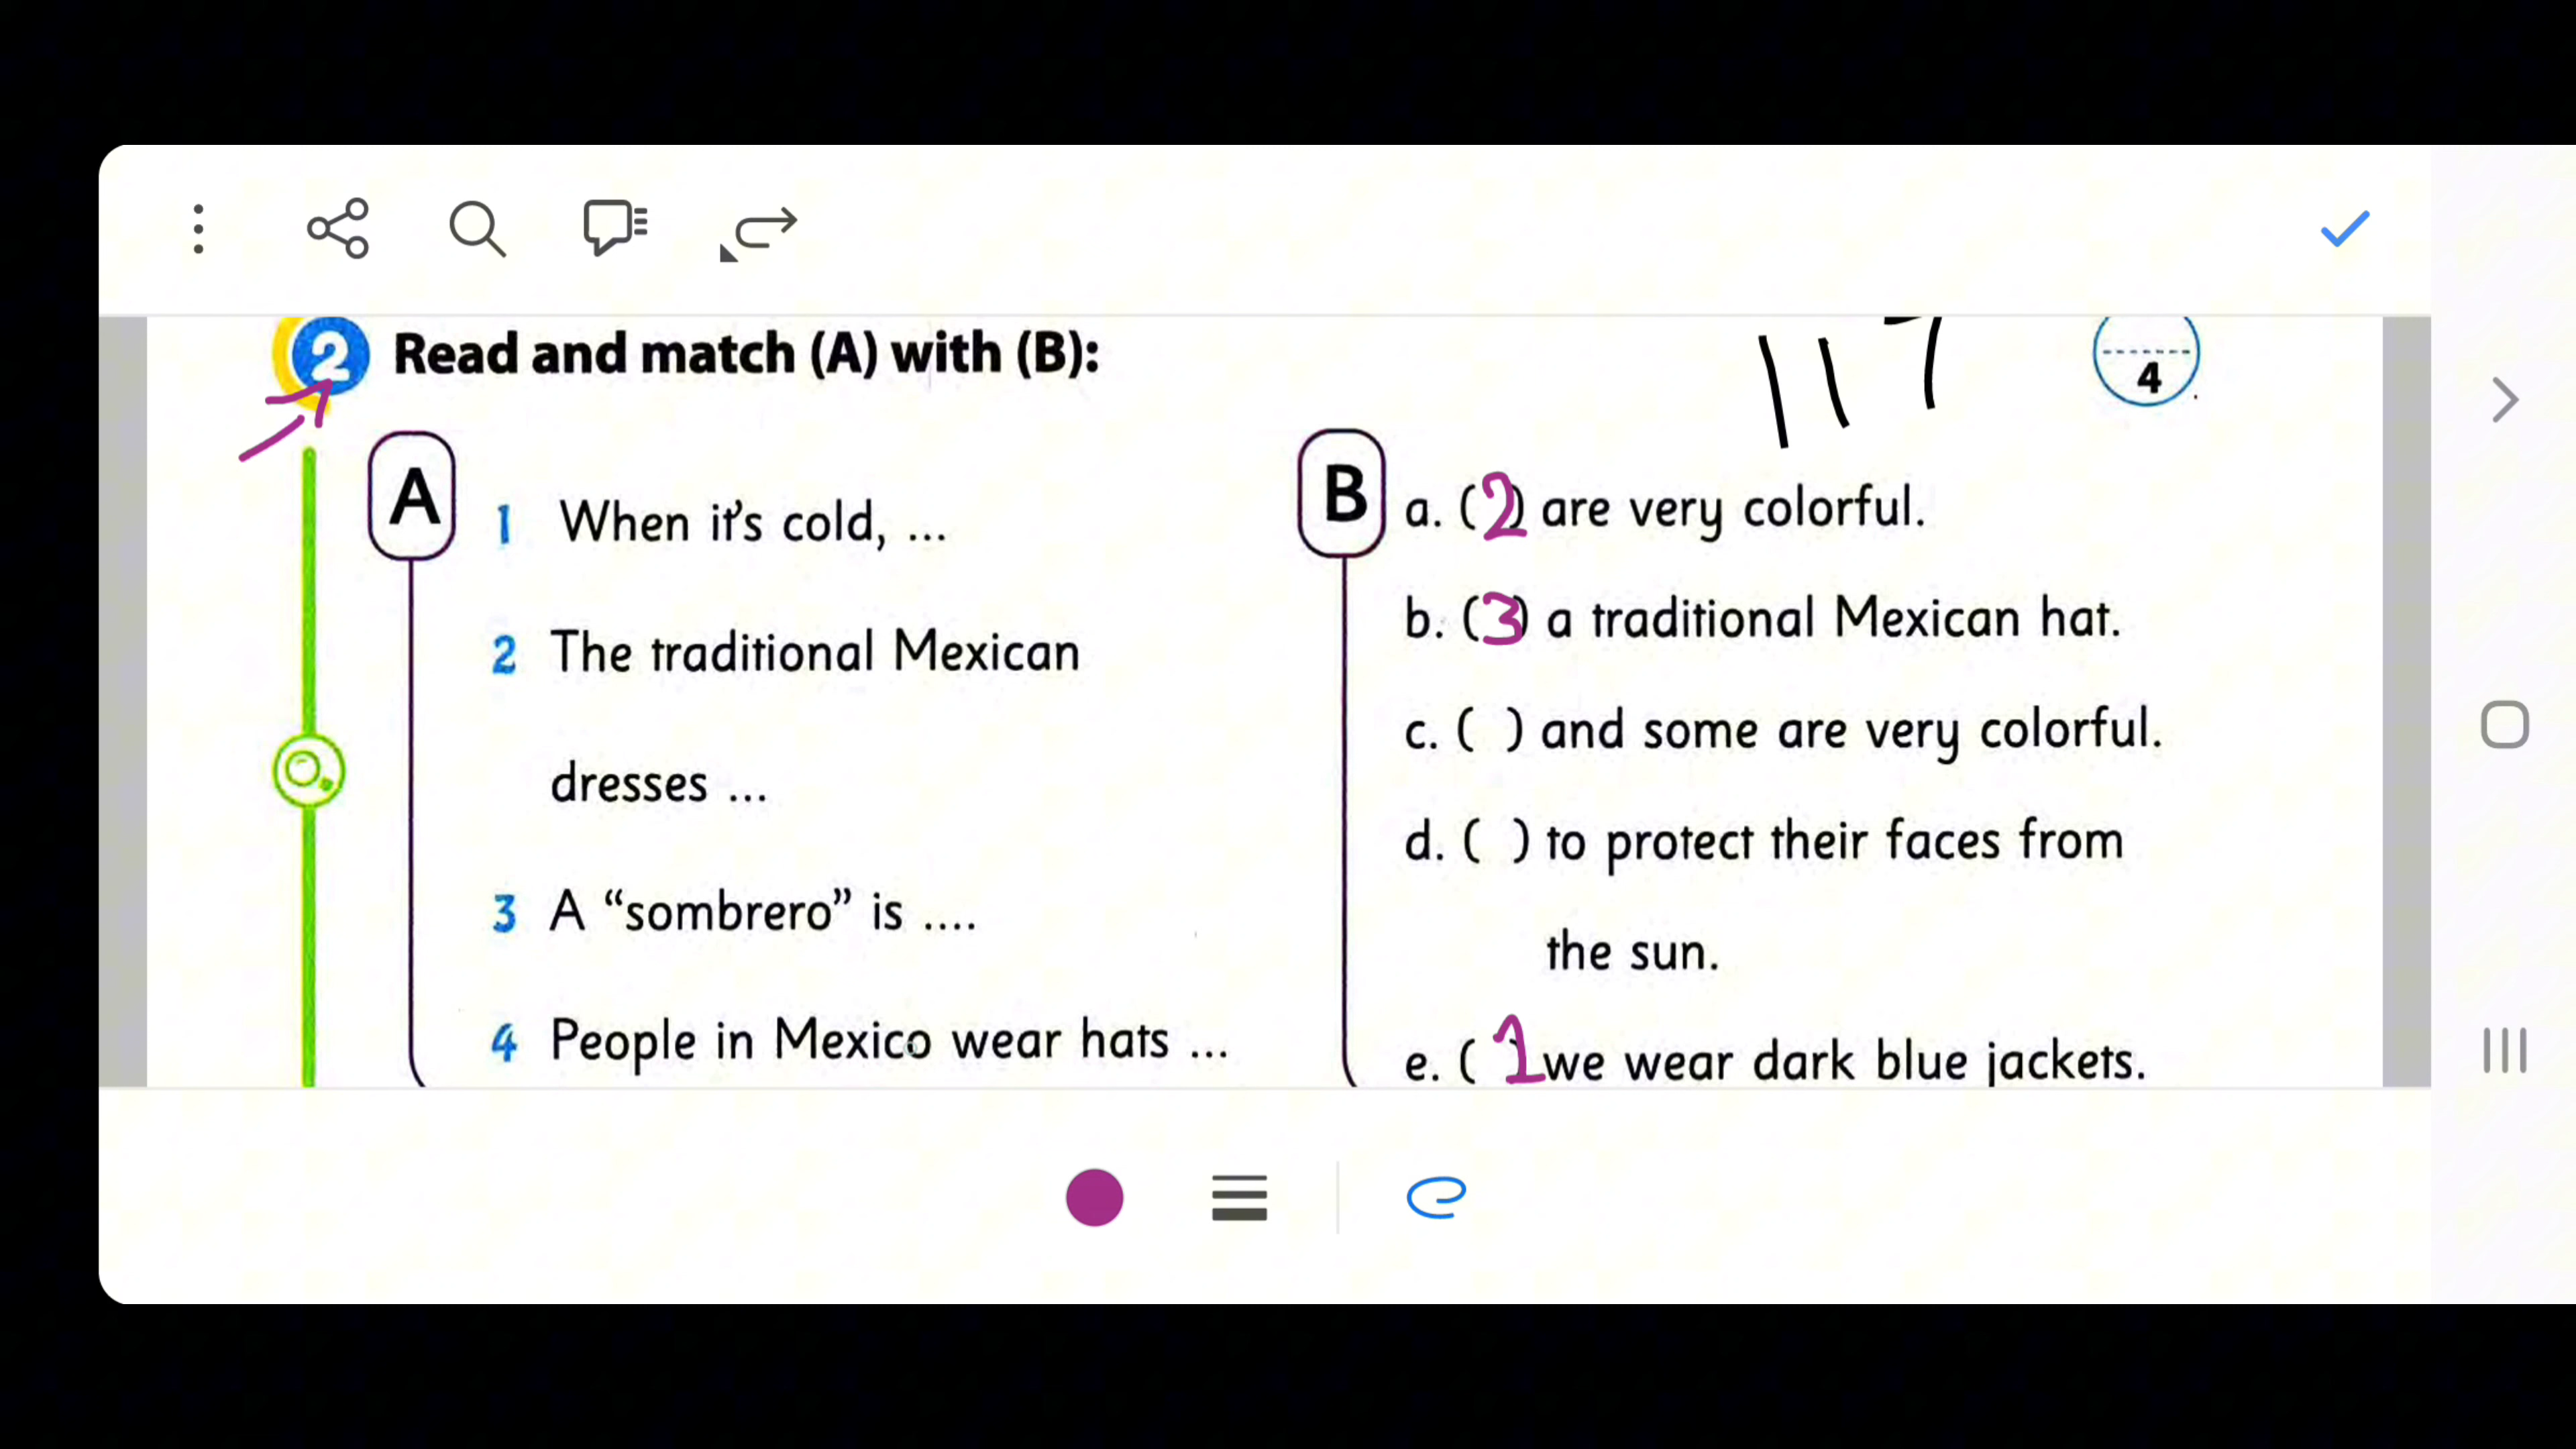 2 Read and match (A) with (B):
117
4
A
1 When it's cold, ...
2 The traditional Mexican
dresses ...
3 A “sombrero” is ....
4 People in Mexico wear hats ...
B
a. (2) are very colorful.
b. (3) a traditional Mexican hat.
c. ( ) and some are very colorful.
d. ( ) to protect their faces from
the sun.
e. ( 1 we wear dark blue jackets.